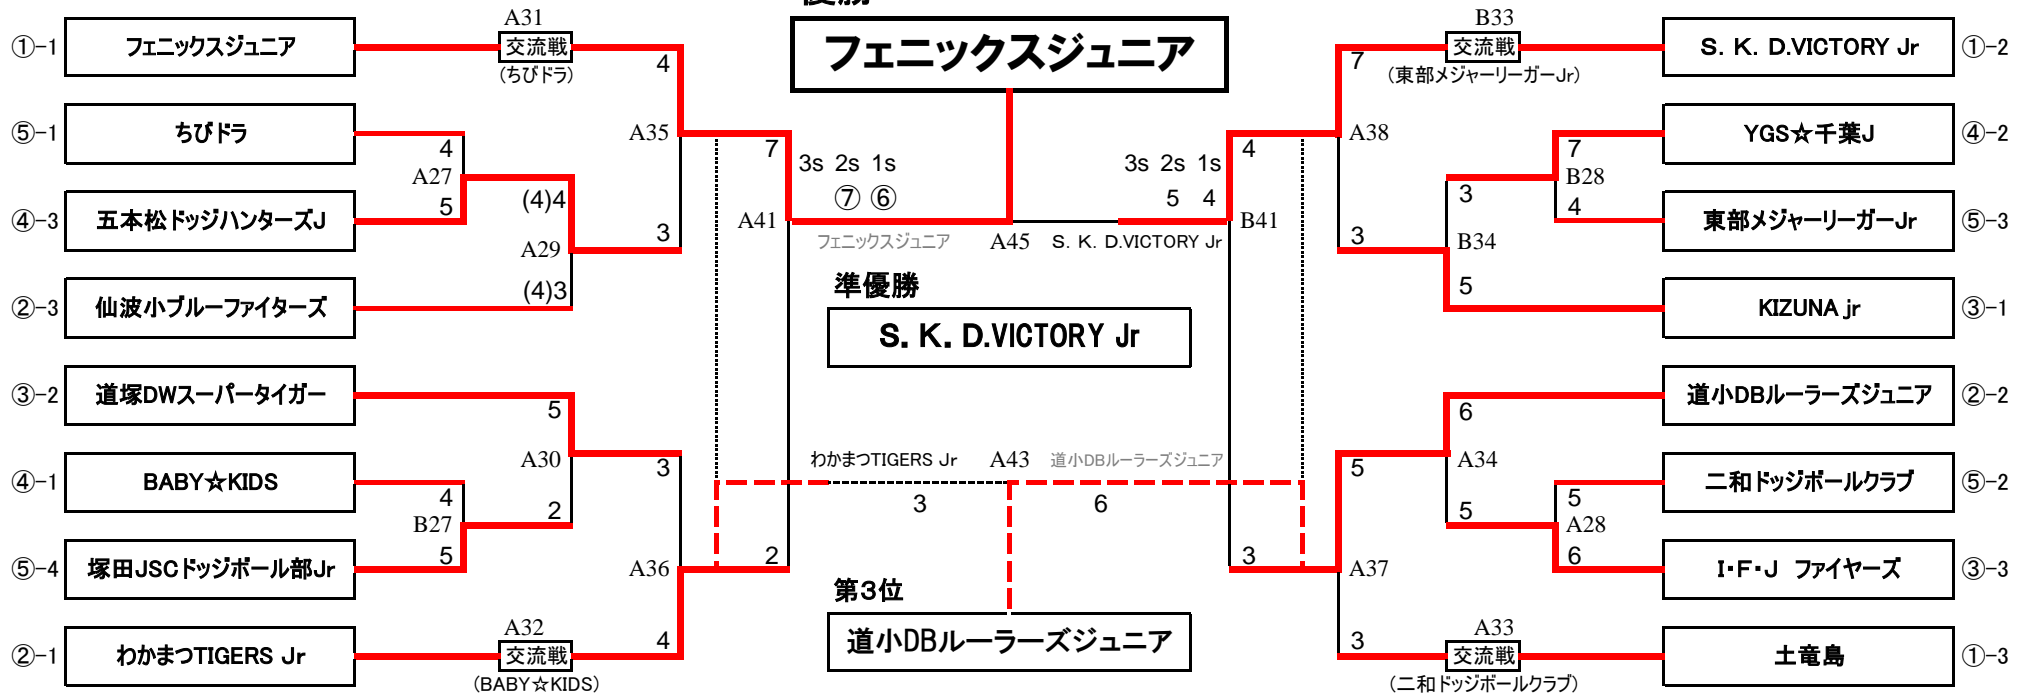 優勝
フェニックスジュニア
①-1 フェニックスジュニア
A31
交流戦
(ちびドラ)
4
⑤-1 ちびドラ
4
A27
④-3 五本松ドッジハンターズJ
5
(4)4
A29
②-3 仙波小ブルーファイターズ
(4)3
3
A35
7
③-2 道塚DWスーパータイガー
5
A30
④-1 BABY☆KIDS
4
B27
⑤-4 塚田JSCドッジボール部Jr
5
2
3
A36
②-1 わかまつTIGERS Jr
A32
交流戦
(BABY☆KIDS)
4
2
A41
3s 2s 1s
⑦ ⑥
フェニックスジュニア
A45
3s 2s 1s
5 4
S. K. D.VICTORY Jr
準優勝
S. K. D.VICTORY Jr
わかまつTIGERS Jr A43 道小DBルーラーズジュニア
3 6
第3位
道小DBルーラーズジュニア
B33
交流戦
(東部メジャーリーガーJr)
7
S. K. D.VICTORY Jr ①-2
A38
4
YGS☆千葉J ④-2
7
B28
東部メジャーリーガーJr ⑤-3
4
3
B34
KIZUNA jr ③-1
5
3
B41
道小DBルーラーズジュニア ②-2
6
A34
二和ドッジボールクラブ ⑤-2
5
A28
I・F・J ファイヤーズ ③-3
6
5
5
A37
3
土竜島 ①-3
A33
交流戦
(二和ドッジボールクラブ)
3